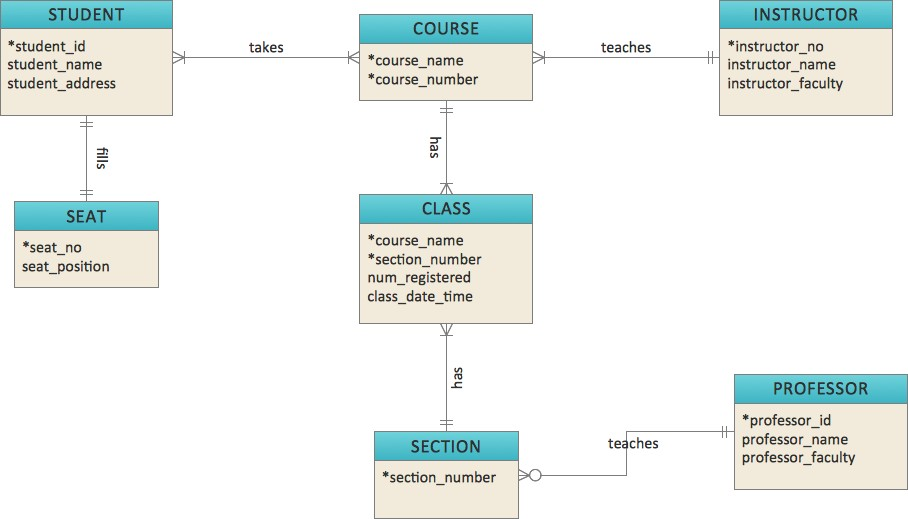 STUDENT
*student_id
student_name
student_address
takes
COURSE
*course_name
*course_number
teaches
INSTRUCTOR
*instructor_no
instructor_name
instructor_faculty
fills
has
SEAT
*seat_no
seat_position
CLASS
*course_name
*section_number
num_registered
class_date_time
has
PROFESSOR
*professor_id
professor_name
professor_faculty
teaches
SECTION
*section_number